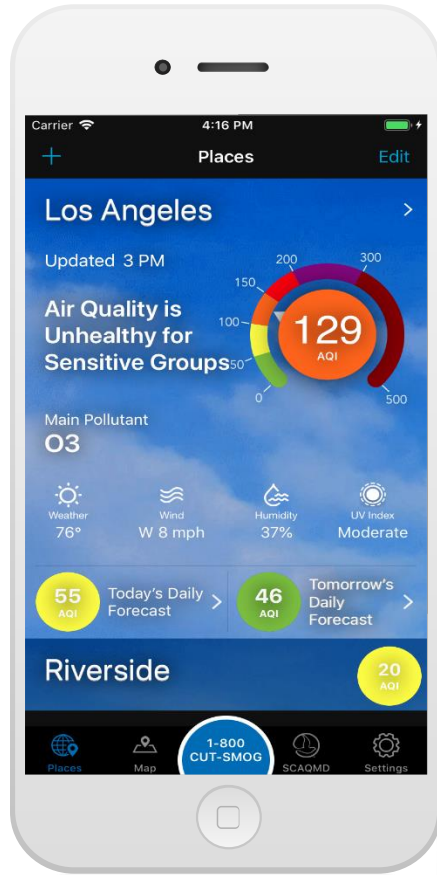 Carrier
4:16 PM
Places
Edit
Los Angeles
Updated 3 PM
Air Quality is
Unhealthy for
Sensitive Groups
0
50
100
150
200
300
500
129
AQI
Main Pollutant
O3
Weather
76°
Wind
W 8 mph
Humidity
37%
UV Index
Moderate
55
AQI
Today's Daily
Forecast
46
AQI
Tomorrow's
Daily
Forecast
Riverside
20
AQI
Places
Map
1-800
CUT-SMOG
SCAQMD
Settings